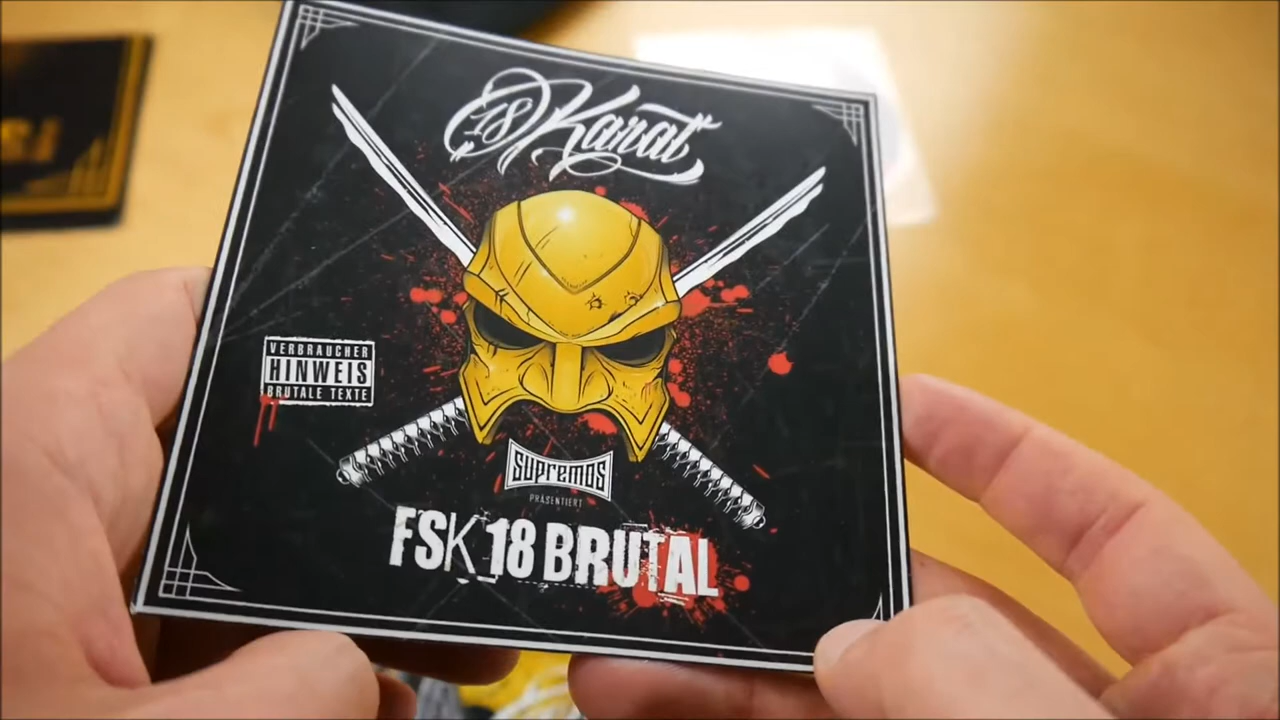 18 Karat
VERBRAUCHER
HINWEIS
BRUTALE TEXTE
SUPREMOS
PRÄSENTIERT
FSK 18 BRUTAL